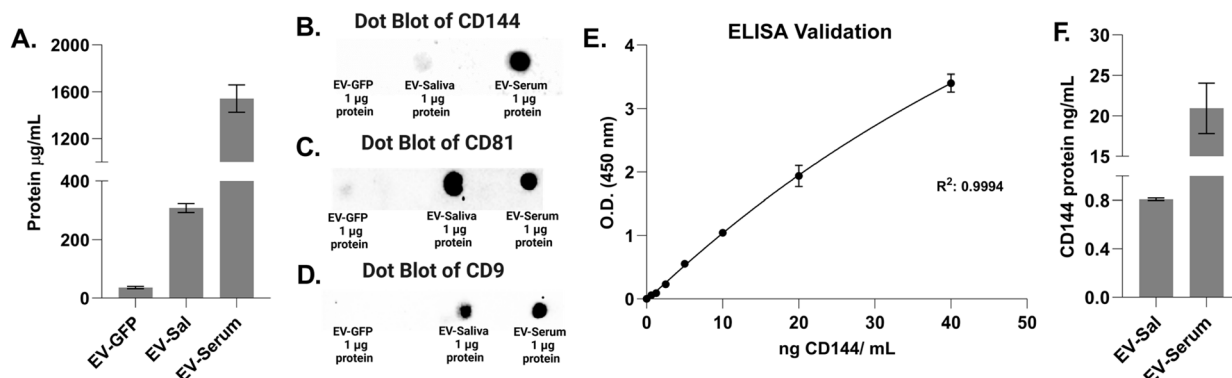 A.
Protein µg/mL
2000
1600
1200
400
200
0
EV-GFP
EV-Sal
EV-Serum
B.
Dot Blot of CD144
EV-GFP
1 µg
protein
EV-Saliva
1 µg
protein
EV-Serum
1 µg
protein
C.
Dot Blot of CD81
EV-GFP
1 µg
protein
EV-Saliva
1 µg
protein
EV-Serum
1 µg
protein
D.
Dot Blot of CD9
EV-GFP
1 µg
protein
EV-Saliva
1 µg
protein
EV-Serum
1 µg
protein
E.
ELISA Validation
O.D. (450 nm)
4
3
2
1
0
R²: 0.9994
0
10
20
30
40
50
ng CD144/ mL
F.
CD144 protein ng/mL
30
25
20
15
0.8
0.4
0.0
EV-Sal
EV-Serum